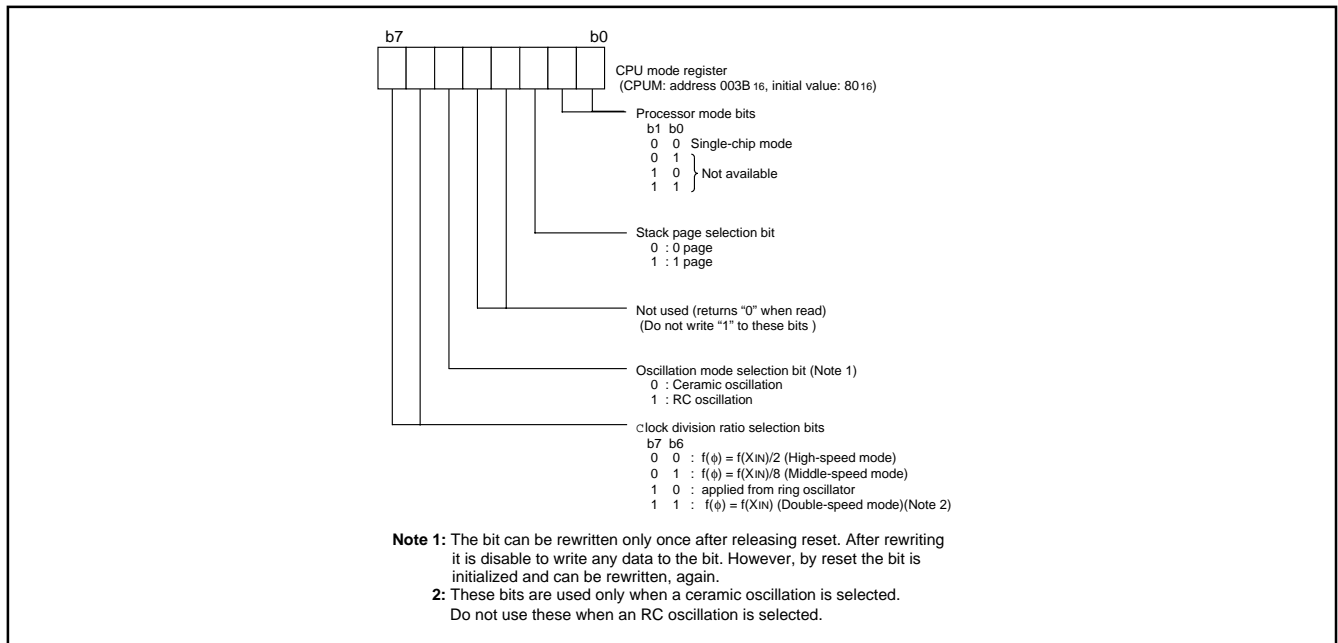 b7 b0
CPU mode register
(CPUM: address 003B 16, initial value: 80 16)
Processor mode bits
b1 b0
0 0 Single-chip mode
0 1
1 0 Not available
1 1
Stack page selection bit
0 : 0 page
1 : 1 page
Not used (returns “0” when read)
(Do not write “1” to these bits )
Oscillation mode selection bit (Note 1)
0 : Ceramic oscillation
1 : RC oscillation
Clock division ratio selection bits
b7 b6
0 0 : f(ϕ) = f(XIN)/2 (High-speed mode)
0 1 : f(ϕ) = f(XIN)/8 (Middle-speed mode)
1 0 : applied from ring oscillator
1 1 : f(ϕ) = f(XIN) (Double-speed mode)(Note 2)
Note 1: The bit can be rewritten only once after releasing reset. After rewriting
it is disable to write any data to the bit. However, by reset the bit is
initialized and can be rewritten, again.
2: These bits are used only when a ceramic oscillation is selected.
Do not use these when an RC oscillation is selected.